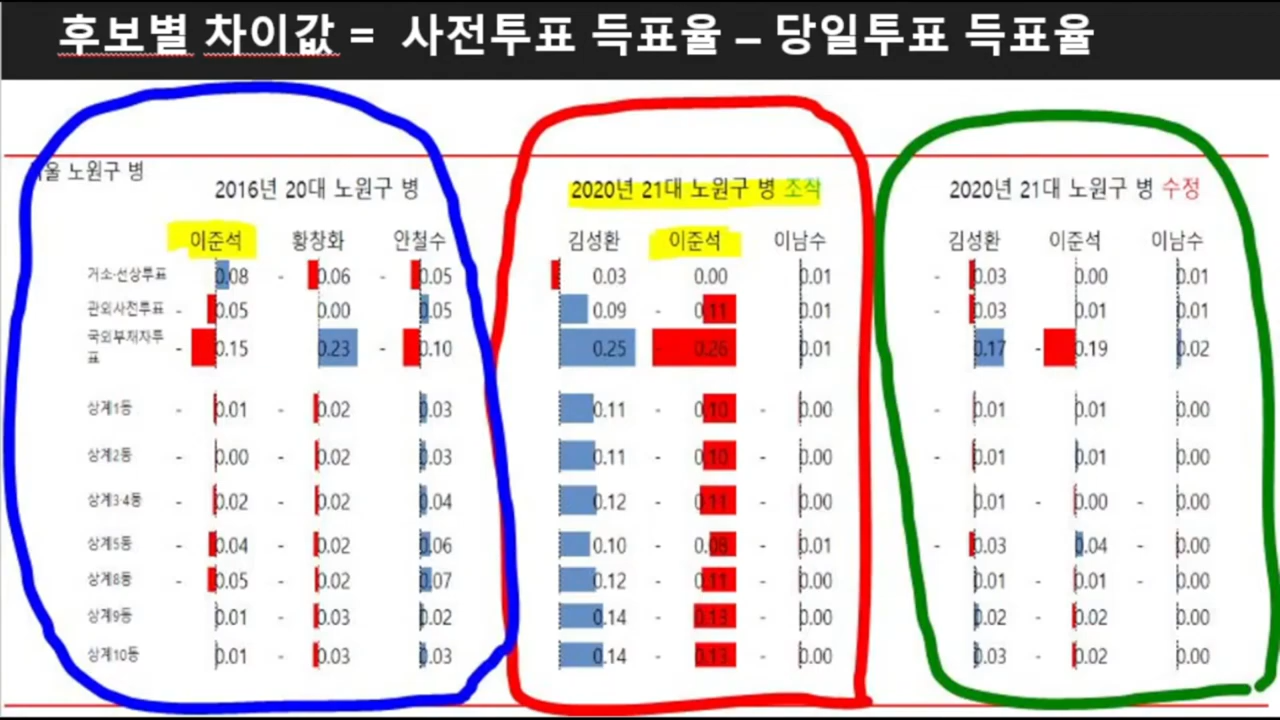 후보별 차이값 = 사전투표 득표율 – 당일투표 득표율
울 노원구 병
2016년 20대 노원구 병 2020년 21대 노원구 병 조작 2020년 21대 노원구 병 수정
이준석 황창화 안철수 김성환 이준석 이남수 김성환 이준석 이남수
거소·선상투표 0.08 - 0.06 - 0.05 0.03 0.00 0.01 - 0.03 0.00 0.01
관외사전투표 - 0.05 0.00 0.05 0.09 0.11 0.01 - 0.03 0.01 0.01
국외부재자투표 - 0.15 0.23 - 0.10 0.25 - 0.26 0.01 0.17 - 0.19 0.02
상계1동 - 0.01 - 0.02 0.03 0.11 - 0.10 - 0.00 - 0.01 0.01 0.00
상계2동 - 0.00 - 0.02 0.03 0.11 - 0.10 - 0.00 - 0.01 0.01 0.00
상계3·4동 - 0.02 - 0.02 0.04 0.12 - 0.11 - 0.00 0.01 - 0.00 - 0.00
상계5동 - 0.04 - 0.02 0.06 0.10 - 0.08 - 0.01 - 0.03 0.04 - 0.00
상계8동 - 0.05 - 0.02 0.07 0.12 - 0.11 - 0.00 0.01 - 0.01 - 0.00
상계9동 0.01 - 0.03 0.02 0.14 - 0.13 - 0.00 0.02 - 0.02 0.00
상계10동 0.01 - 0.03 0.03 0.14 - 0.13 - 0.00 0.03 - 0.02 0.00